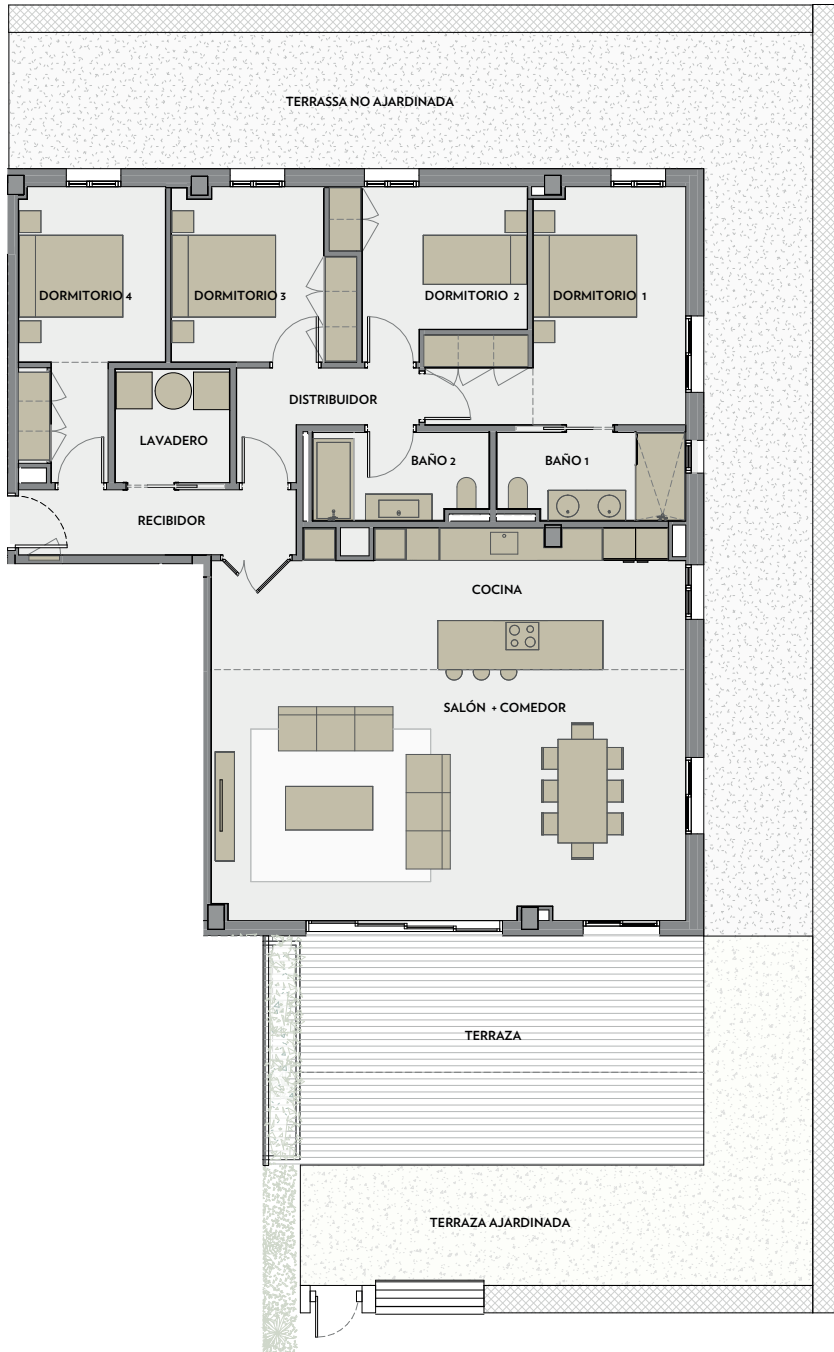 TERRASSA NO AJARDINADA
DORMITORIO 4
DORMITORIO 3
DORMITORIO 2
DORMITORIO 1
DISTRIBUIDOR
LAVADERO
BAÑO 2
BAÑO 1
RECIBIDOR
COCINA
SALÓN + COMEDOR
TERRAZA
TERRAZA AJARDINADA